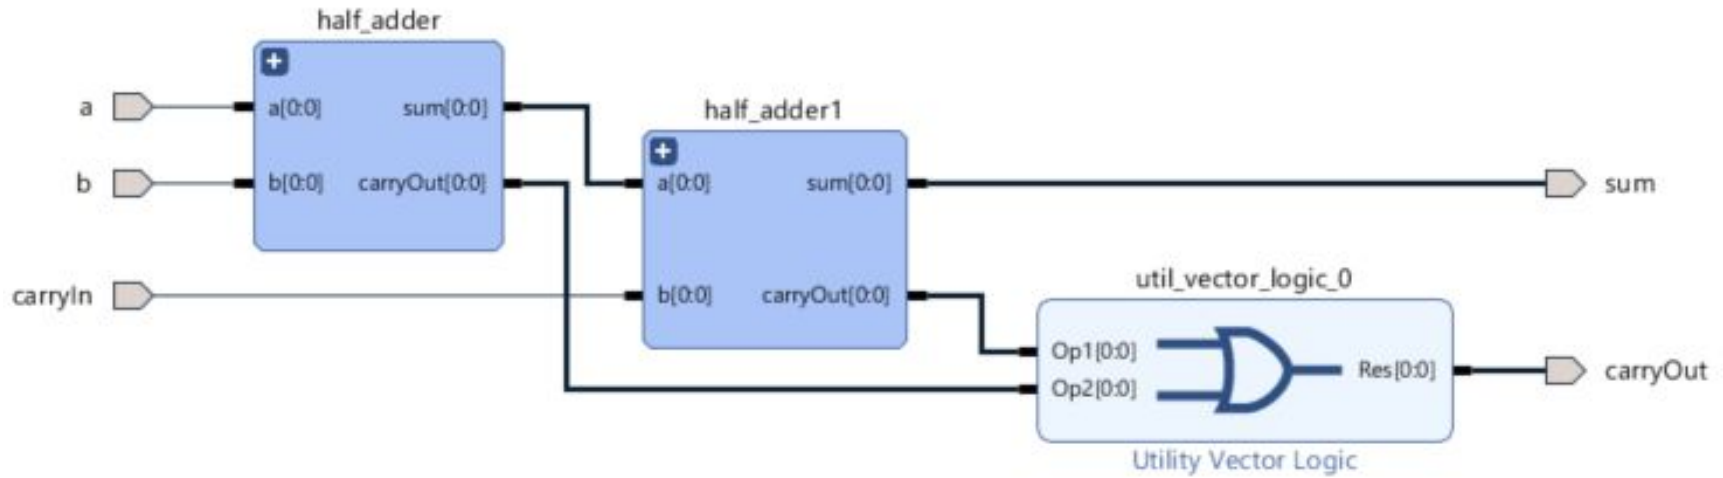 half_adder
a
a[0:0]
sum[0:0]
b
b[0:0]
carryOut[0:0]
half_adder1
a[0:0]
sum[0:0]
sum
carryIn
b[0:0]
carryOut[0:0]
util_vector_logic_0
Op1[0:0]
Op2[0:0]
Res[0:0]
carryOut
Utility Vector Logic